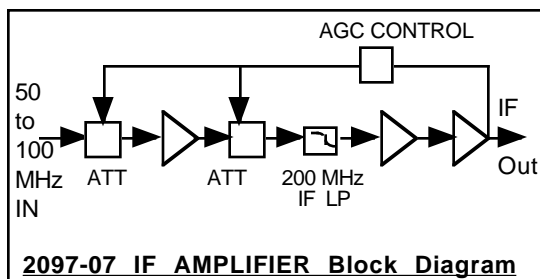 AGC CONTROL
50
to
100
MHz
IN
ATT
ATT
200 MHz
IF LP
IF
Out
2097-07 IF AMPLIFIER Block Diagram